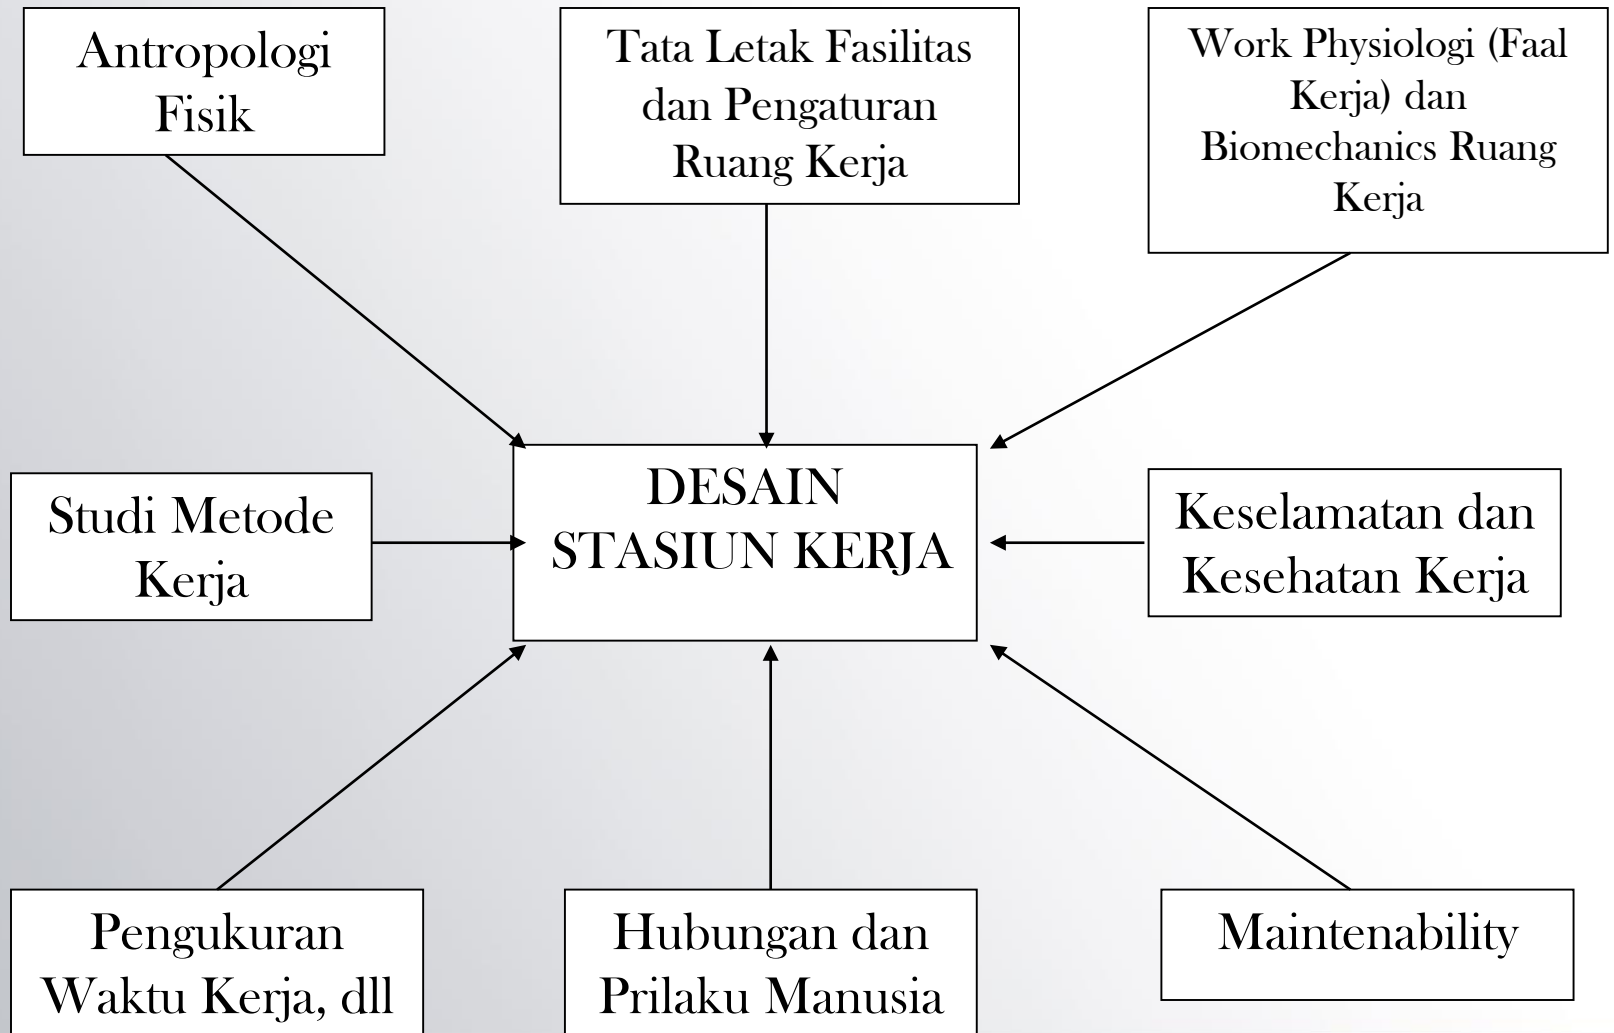 Antropologi
Fisik
Tata Letak Fasilitas
dan Pengaturan
Ruang Kerja
Work Physiologi (Faal
Kerja) dan
Biomechanics Ruang
Kerja
Studi Metode
Kerja
DESAIN
STASIUN KERJA
Keselamatan dan
Kesehatan Kerja
Pengukuran
Waktu Kerja, dll
Hubungan dan
Prilaku Manusia
Maintenability